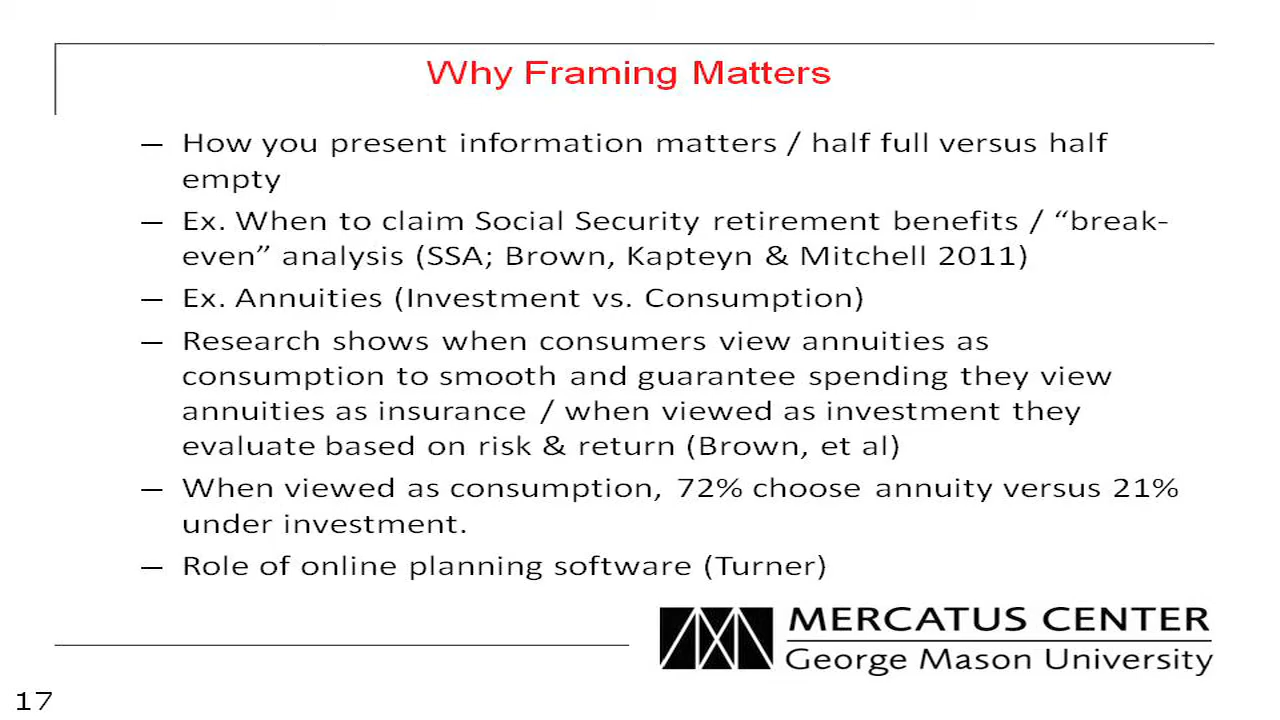 Why Framing Matters
— How you present information matters / half full versus half
empty
— Ex. When to claim Social Security retirement benefits / “break-
even” analysis (SSA; Brown, Kapteyn & Mitchell 2011)
— Ex. Annuities (Investment vs. Consumption)
— Research shows when consumers view annuities as
consumption to smooth and guarantee spending they view
annuities as insurance / when viewed as investment they
evaluate based on risk & return (Brown, et al)
— When viewed as consumption, 72% choose annuity versus 21%
under investment.
— Role of online planning software (Turner)
MERCATUS CENTER
George Mason University
17